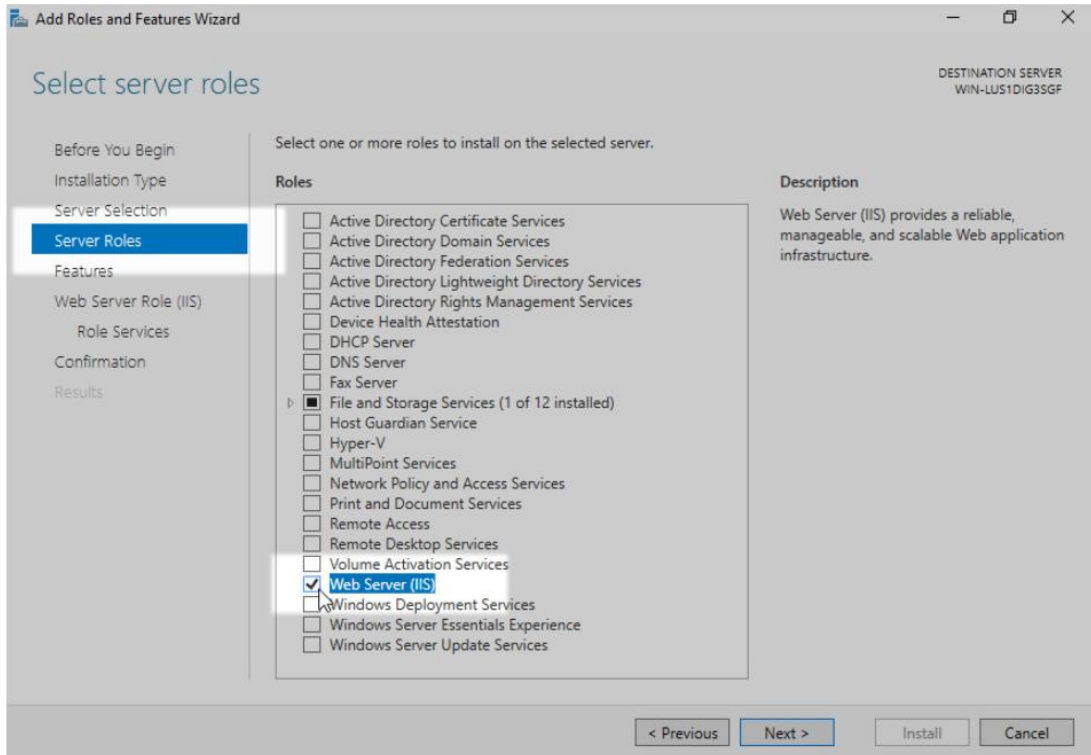 Add Roles and Features Wizard
Select server roles
DESTINATION SERVER
WIN-LUS1DIG3SGF
Before You Begin
Installation Type
Server Selection
Server Roles
Features
Web Server Role (IIS)
Role Services
Confirmation
Results
Select one or more roles to install on the selected server.
Roles
Active Directory Certificate Services
Active Directory Domain Services
Active Directory Federation Services
Active Directory Lightweight Directory Services
Active Directory Rights Management Services
Device Health Attestation
DHCP Server
DNS Server
Fax Server
File and Storage Services (1 of 12 installed)
Host Guardian Service
Hyper-V
MultiPoint Services
Network Policy and Access Services
Print and Document Services
Remote Access
Remote Desktop Services
Volume Activation Services
Web Server (IIS)
Windows Deployment Services
Windows Server Essentials Experience
Windows Server Update Services
Description
Web Server (IIS) provides a reliable,
manageable, and scalable Web application
infrastructure.
< Previous
Next >
Install
Cancel